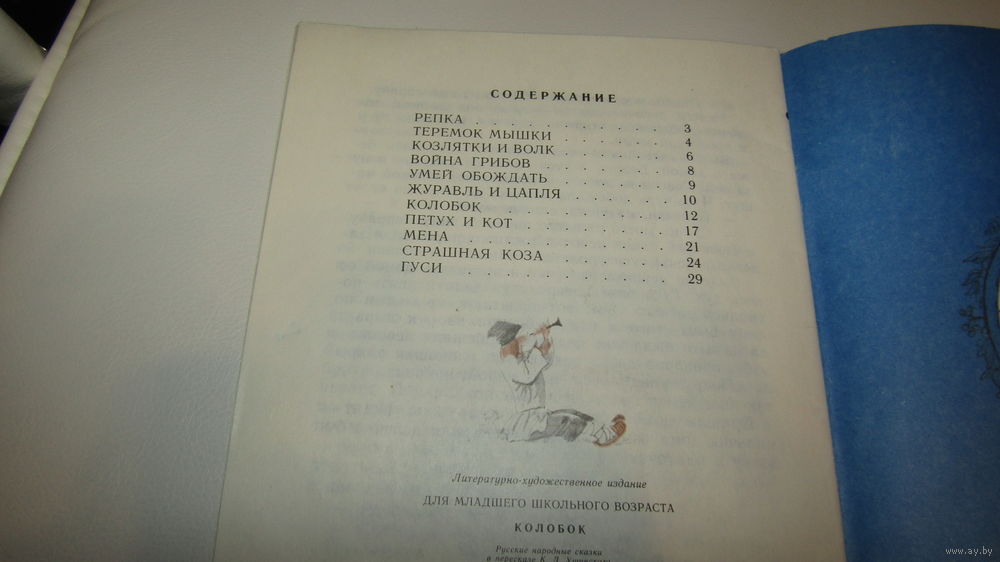 СОДЕРЖАНИЕ
РЕПКА . . . . . . . . . . . 3
ТЕРЕМОК МЫШКИ . . . . . . 4
КОЗЛЯТКИ И ВОЛК . . . . . . 6
ВОЙНА ГРИБОВ . . . . . . . 8
УМЕЙ ОБОЖДАТЬ . . . . . . 9
ЖУРАВЛЬ И ЦАПЛЯ . . . . . . 10
КОЛОБОК . . . . . . . . . 12
ПЕТУХ И КОТ . . . . . . . . 17
МЕНА . . . . . . . . . . . 21
СТРАШНАЯ КОЗА . . . . . . . 24
ГУСИ . . . . . . . . . . 29
Литературно-художественное издание
ДЛЯ МЛАДШЕГО ШКОЛЬНОГО ВОЗРАСТА
КОЛОБОК
Русские народные сказки
в пересказе К. Д. Ушинского
www.ay.by